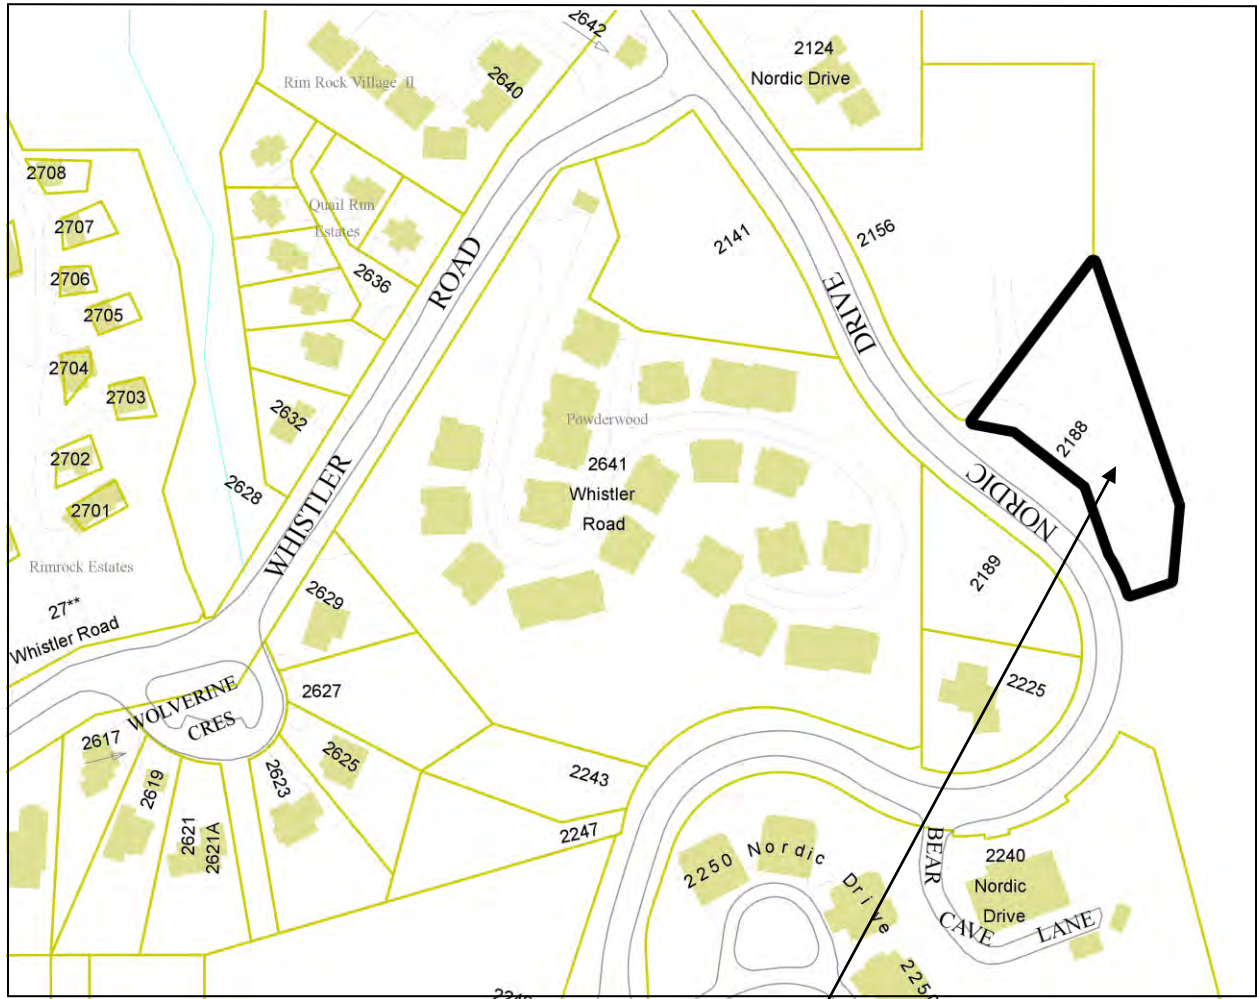 2642
2124
Nordic Drive
Rim Rock Village II
2640
2708
2707
Quail Run
Estates
2706
2636
2705
2704
2703
2632
2702
2701
2628
Rimrock Estates
27**
Whistler Road
WHISTLER
ROAD
2141
2156
DRIVE
NORDIC
2188
Powderwood
2641
Whistler
Road
2189
2225
2629
2627
WOLVERINE
CRES
2617
2619
2621
2621A
2623
2625
2243
2247
2250 Nordic Drive
BEAR
CAVE
LANE
2240
Nordic
Drive